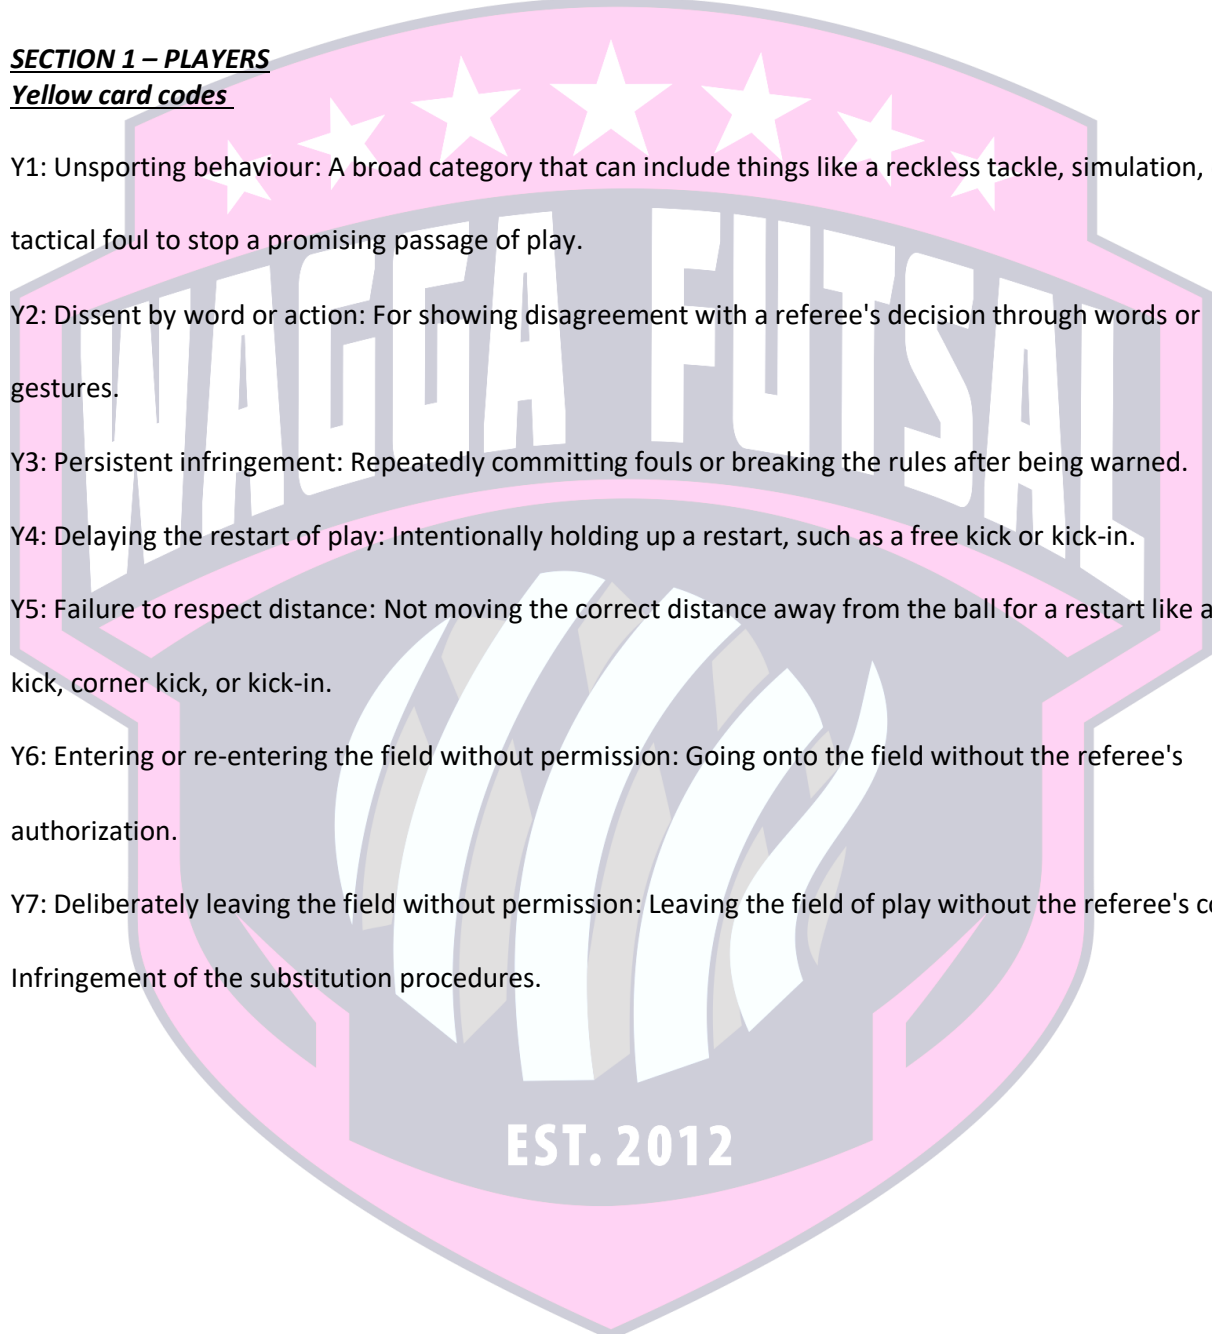 SECTION 1 – PLAYERS
Yellow card codes
Y1: Unsporting behaviour: A broad category that can include things like a reckless tackle, simulation,
tactical foul to stop a promising passage of play.
Y2: Dissent by word or action: For showing disagreement with a referee's decision through words or
gestures.
Y3: Persistent infringement: Repeatedly committing fouls or breaking the rules after being warned.
Y4: Delaying the restart of play: Intentionally holding up a restart, such as a free kick or kick-in.
Y5: Failure to respect distance: Not moving the correct distance away from the ball for a restart like a
kick, corner kick, or kick-in.
Y6: Entering or re-entering the field without permission: Going onto the field without the referee's
authorization.
Y7: Deliberately leaving the field without permission: Leaving the field of play without the referee's
Infringement of the substitution procedures.
WAGGA FUTSAL
EST. 2012